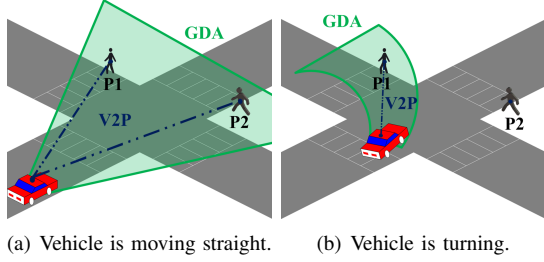 GDA
P1
V2P
P2
GDA
P1
V2P
P2
(a) Vehicle is moving straight.
(b) Vehicle is turning.